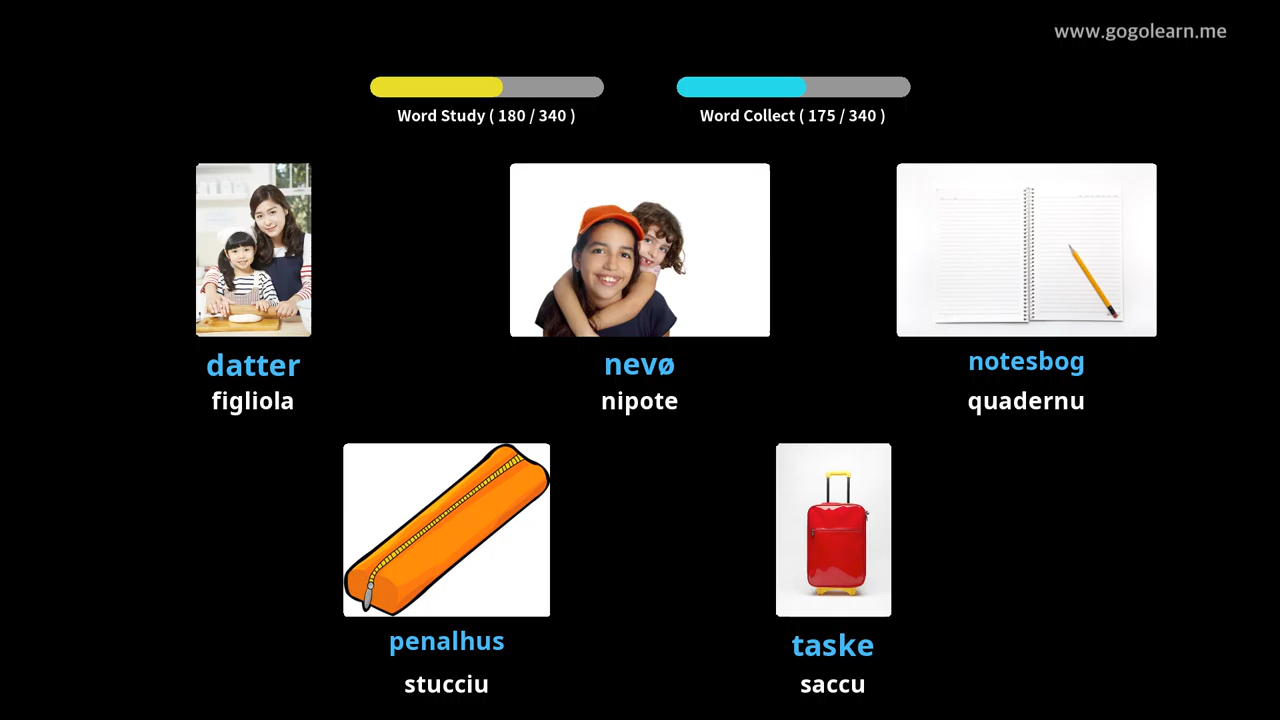 www.gogolearn.me
Word Study ( 180 / 340 )
Word Collect ( 175 / 340 )
datter
figliola
nevø
nipote
notesbog
quadernu
penalhus
stucciu
taske
saccu